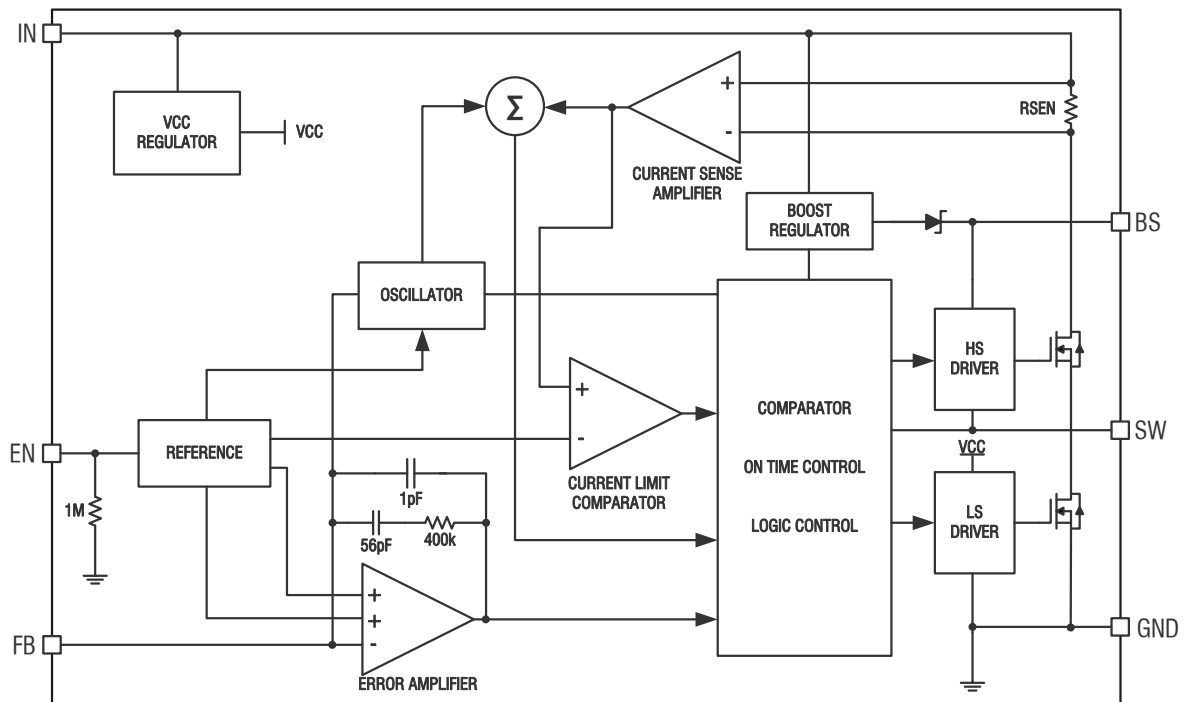 IN
VCC
REGULATOR
VCC
Σ
+
-
CURRENT SENSE
AMPLIFIER
RSEN
BOOST
REGULATOR
BS
OSCILLATOR
HS
DRIVER
+
-
CURRENT LIMIT
COMPARATOR
COMPARATOR
ON TIME CONTROL
LOGIC CONTROL
SW
VCC
LS
DRIVER
EN
REFERENCE
1M
1pF
56pF
400k
+
+
-
ERROR AMPLIFIER
FB
GND